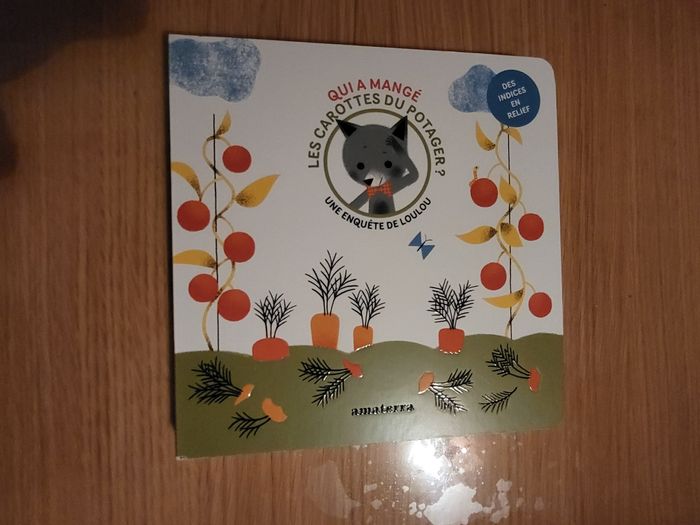 QUI A MANGÉ
LES CAROTTES DU POTAGER ?
UNE ENQUÊTE DE LOULOU
DES
INDICES
EN
RELIEF
amaterra